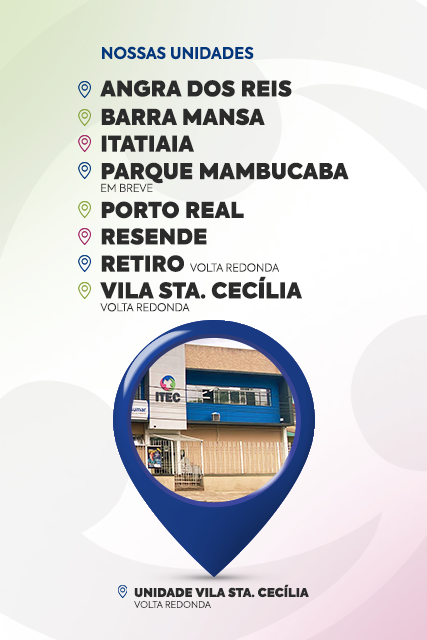 NOSSAS UNIDADES
ANGRA DOS REIS
BARRA MANSA
ITATIAIA
PARQUE MAMBUCABA
EM BREVE
PORTO REAL
RESENDE
RETIRO VOLTA REDONDA
VILA STA. CECÍLIA
VOLTA REDONDA
ITEC
UNIDADE VILA STA. CECÍLIA
VOLTA REDONDA